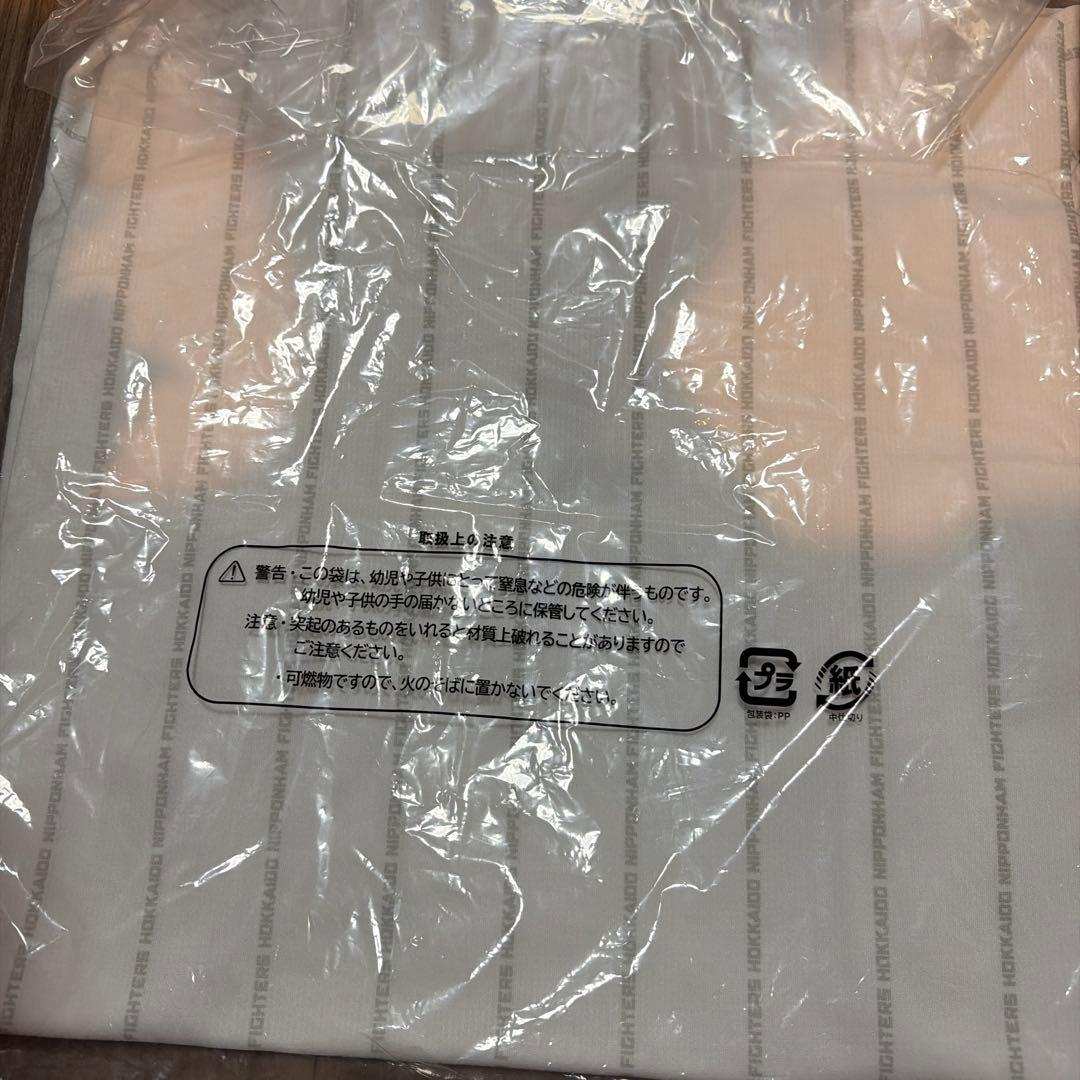 HOKKAIDO NIPPONHAM FIGHTERS
取扱上の注意
警告・この袋は、幼児や子供にとって窒息などの危険が伴うものです。
幼児や子供の手の届かないところに保管してください。
注意・突起のあるものをいれると材質上破れることがありますので
ご注意ください。
・可燃物ですので、火のそばに置かないでください。
プラ
包装袋:PP
紙
中仕切り